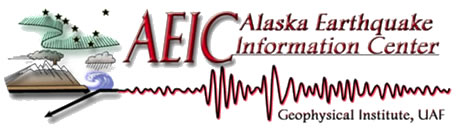 AEIC Alaska Earthquake
Information Center
Geophysical Institute, UAF